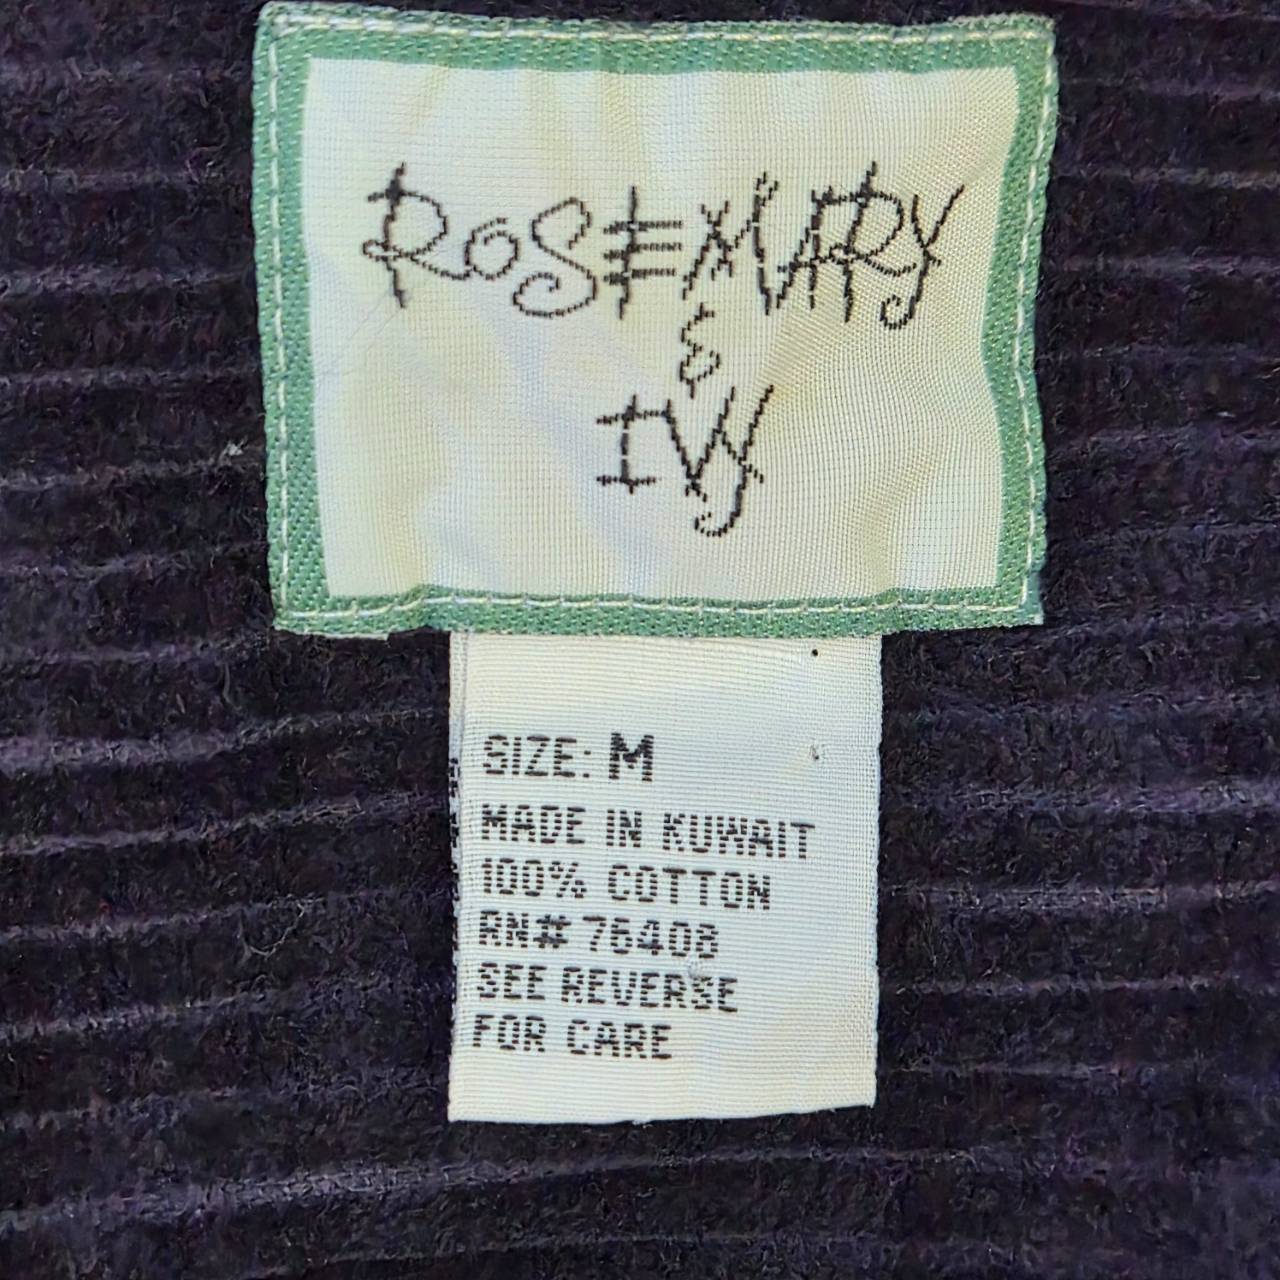 ROSEMARY
&
IVY
SIZE: M
MADE IN KUWAIT
100% COTTON
RN# 76408
SEE REVERSE
FOR CARE